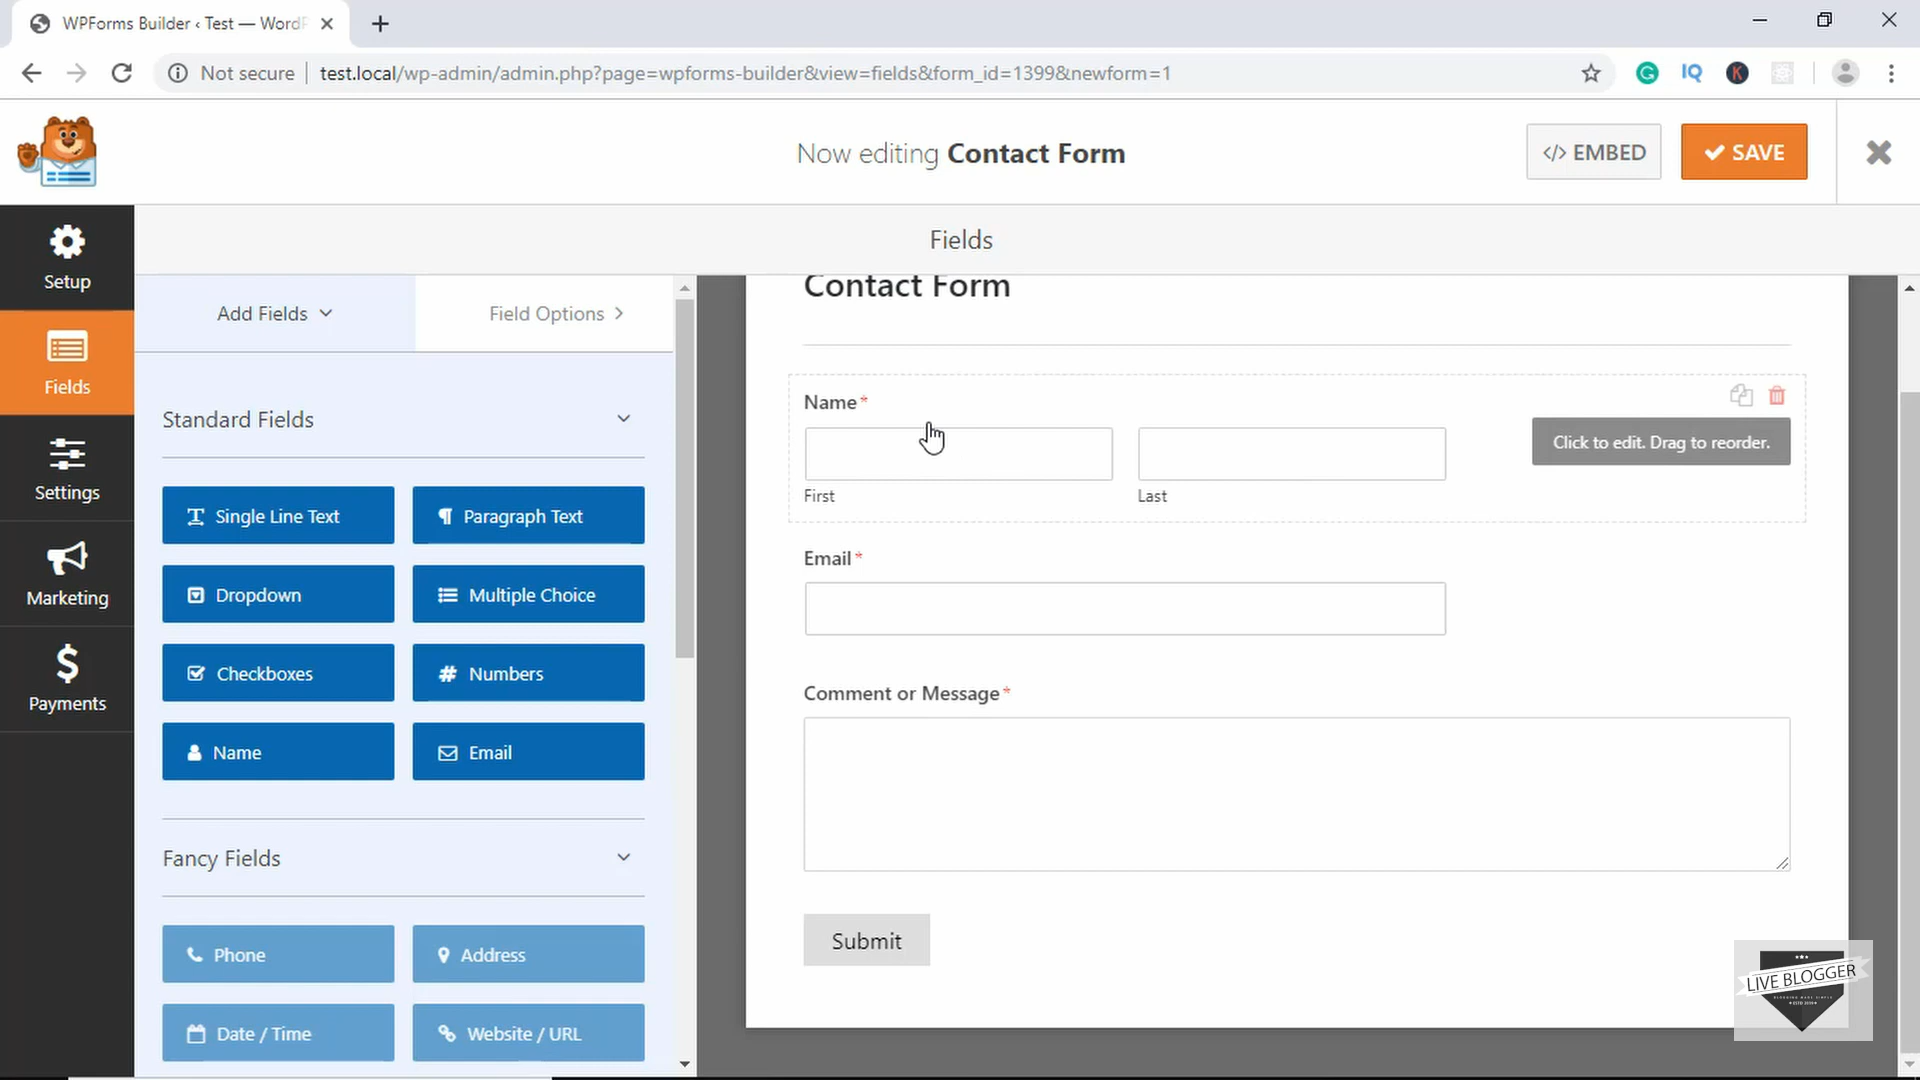 WPForms Builder ‹ Test — WordP
Not secure
test.local/wp-admin/admin.php?page=wpforms-builder&view=fields&form_id=1399&newform=1
IQ
K
Now editing Contact Form
</> EMBED
SAVE
Setup
Fields
Settings
Marketing
Payments
Fields
Add Fields
Field Options
Standard Fields
Single Line Text
Paragraph Text
Dropdown
Multiple Choice
Checkboxes
Numbers
Name
Email
Fancy Fields
Phone
Address
Date / Time
Website / URL
Contact Form
Name*
Click to edit. Drag to reorder.
First
Last
Email*
Comment or Message*
Submit
LIVE BLOGGER